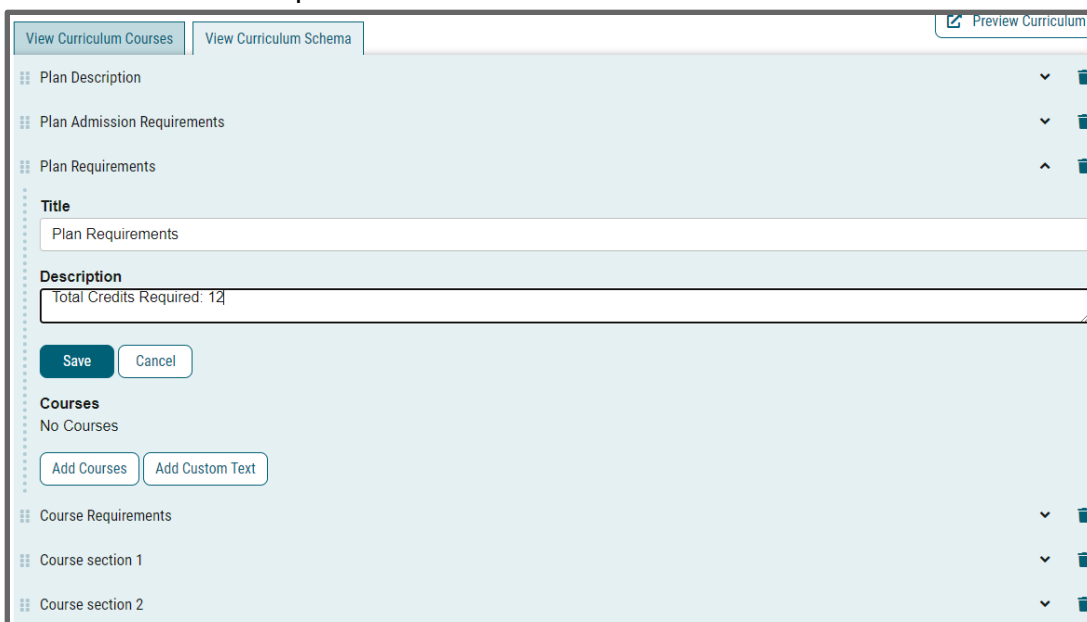 View Curriculum Courses View Curriculum Schema Preview Curriculum
Plan Description
Plan Admission Requirements
Plan Requirements
Title
Plan Requirements
Description
Total Credits Required: 12
Save Cancel
Courses
No Courses
Add Courses Add Custom Text
Course Requirements
Course section 1
Course section 2